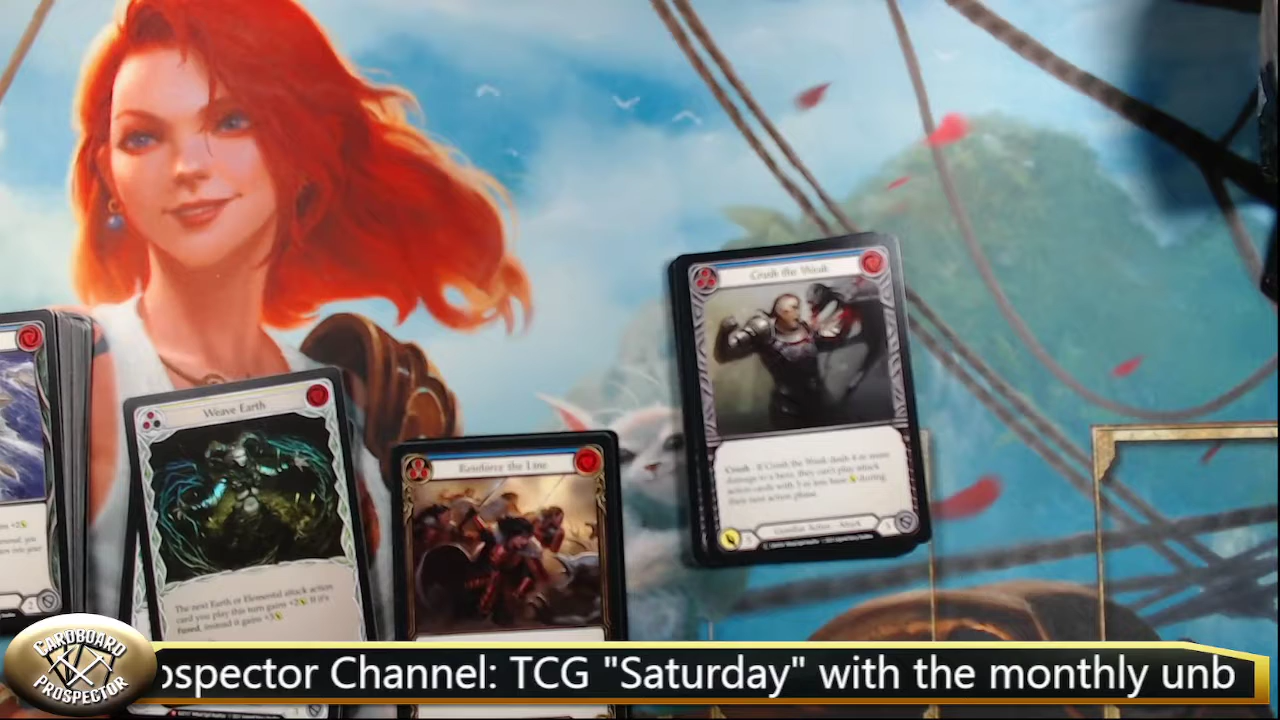 Crush the Weak
Crush - If Crush the Weak deals 4 or more
damage to a hero, they can't play attack
action cards with 3 or less base during
their next action phase.
Guardian Action - Attack
Weave Earth
The next Earth or Elemental attack action
card you play this turn gains +2 If it's
fused, instead it gains +3
Reinforce the Line
CARDBOARD
PROSPECTOR
ospector Channel: TCG "Saturday" with the monthly unb